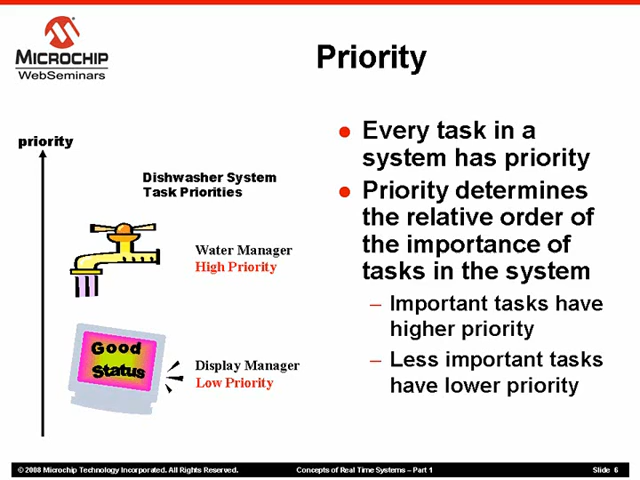 MICROCHIP
WebSeminars
Priority
priority
Dishwasher System
Task Priorities
Water Manager
High Priority
Good
Status
Display Manager
Low Priority
● Every task in a
system has priority
● Priority determines
the relative order of
the importance of
tasks in the system
– Important tasks have
higher priority
– Less important tasks
have lower priority
© 2008 Microchip Technology Incorporated. All Rights Reserved.
Concepts of Real Time Systems – Part 1
Slide 6